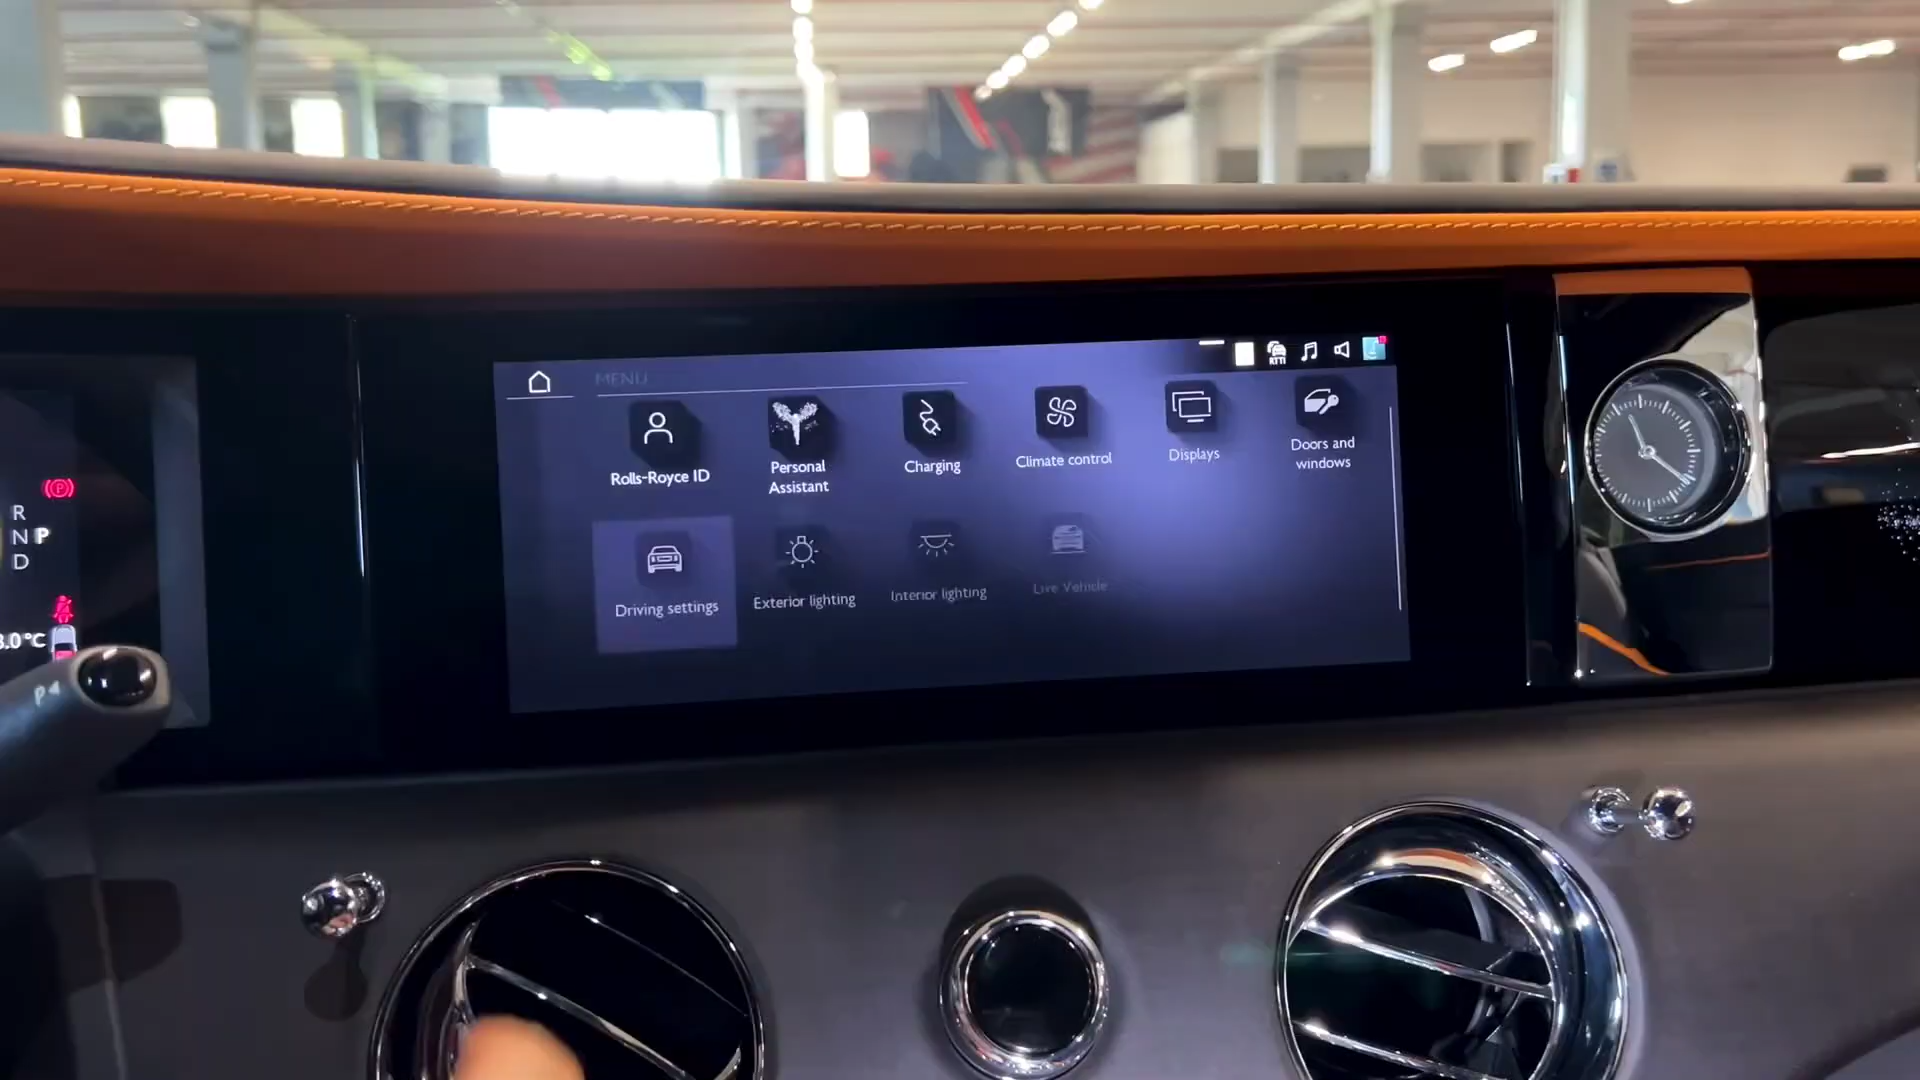 MENU
RTTI
Rolls-Royce ID
Personal
Assistant
Charging
Climate control
Displays
Doors and
windows
Driving settings
Exterior lighting
Interior lighting
Live Vehicle
R
N P
D
P